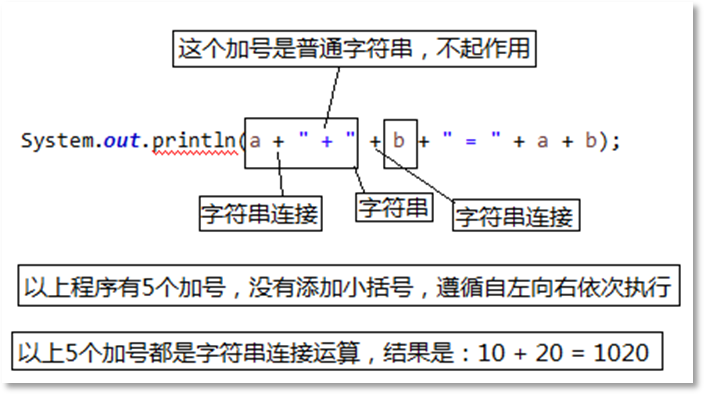 这个加号是普通字符串，不起作用
System.out.println(a + " + " + b + " = " + a + b);
字符串连接
字符串
字符串连接
以上程序有5个加号，没有添加小括号，遵循自左向右依次执行
以上5个加号都是字符串连接运算，结果是：10 + 20 = 1020